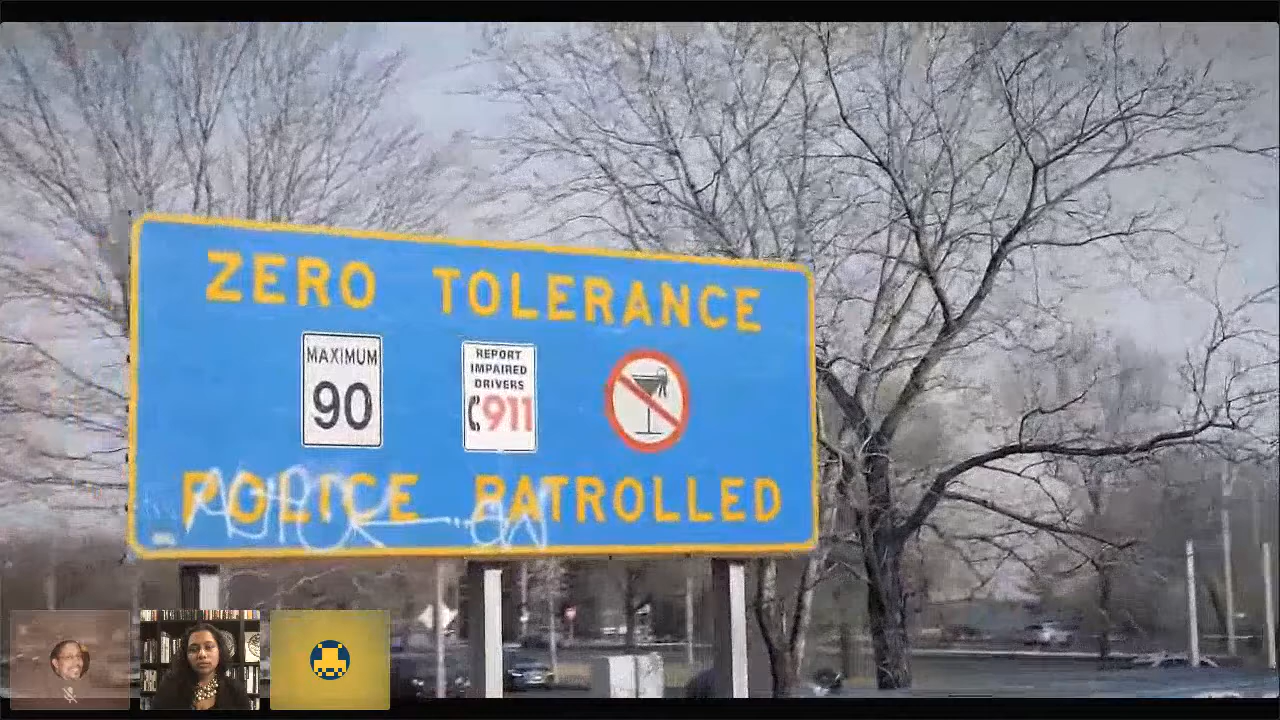 ZERO TOLERANCE
MAXIMUM
90
REPORT
IMPAIRED
DRIVERS
911
POLICE PATROLLED